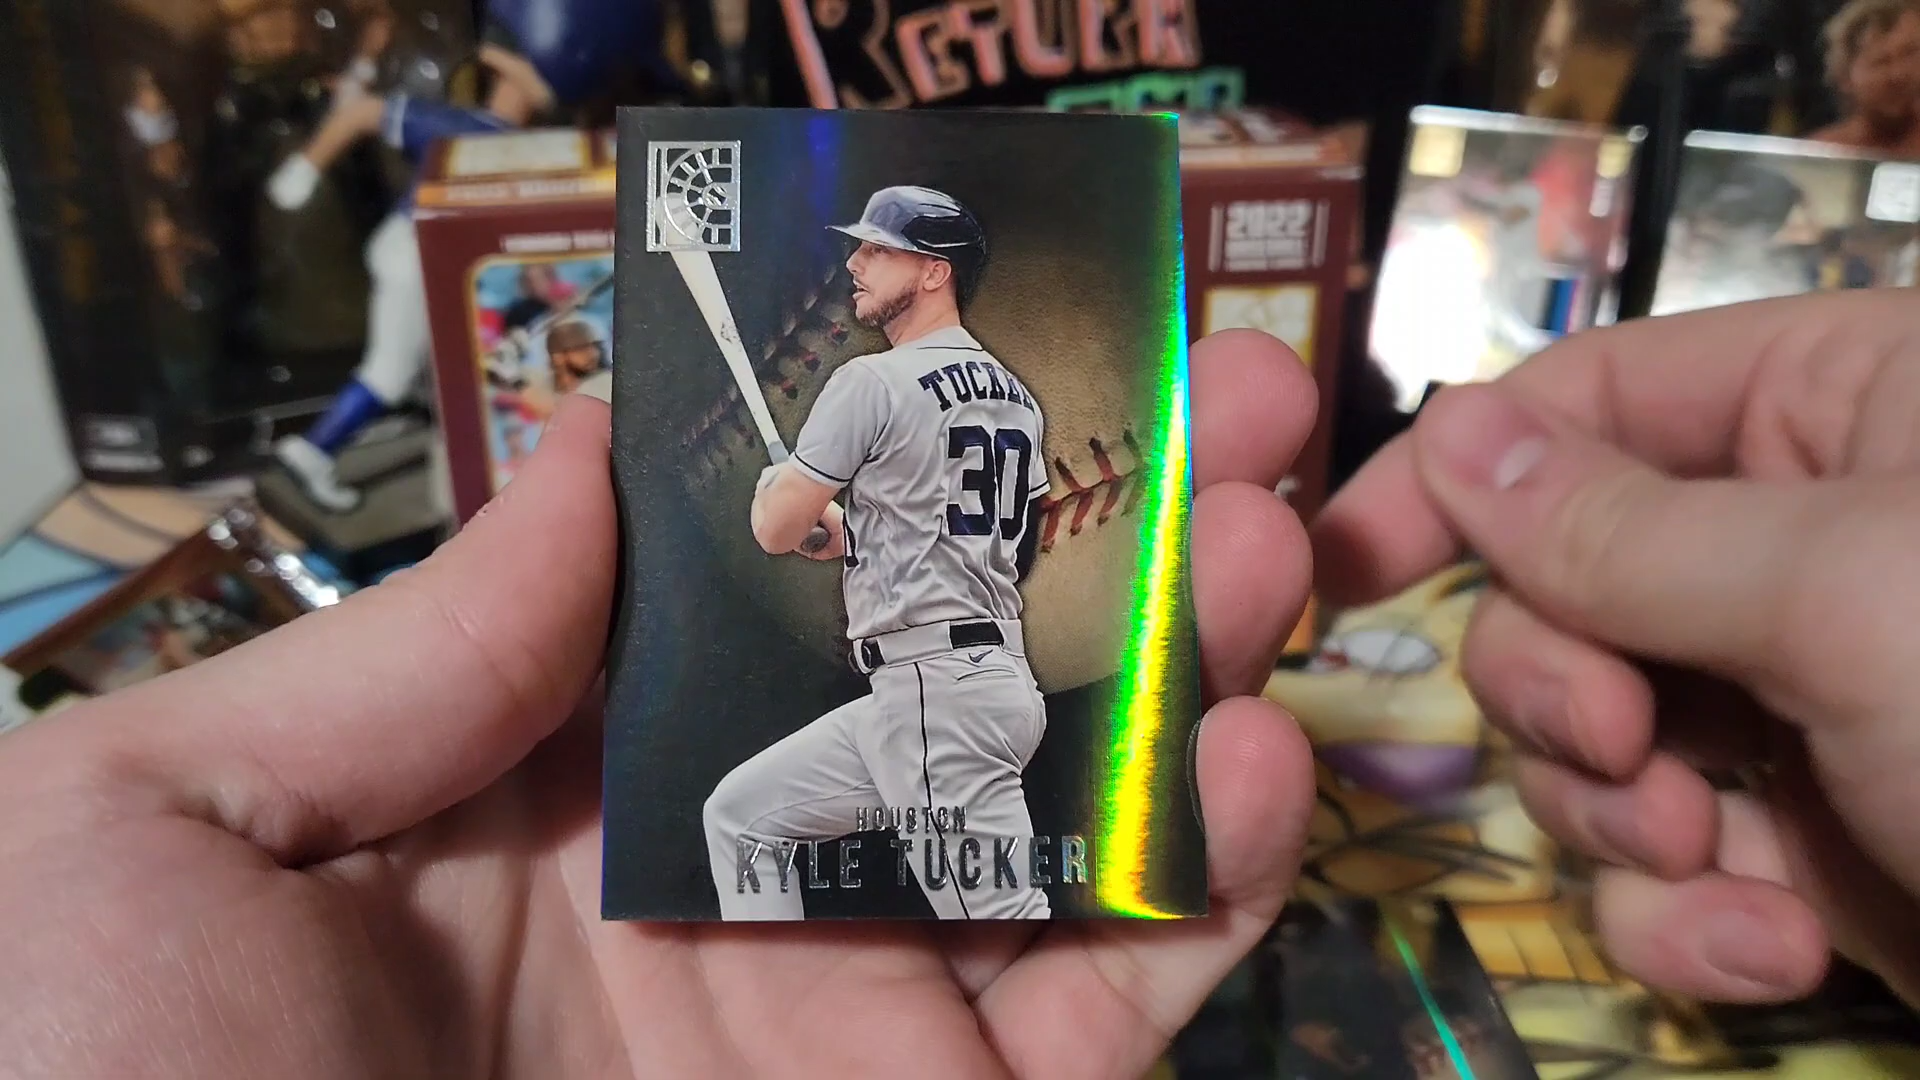 RETURN
2022
TUCKER
30
HOUSTON
KYLE TUCKER